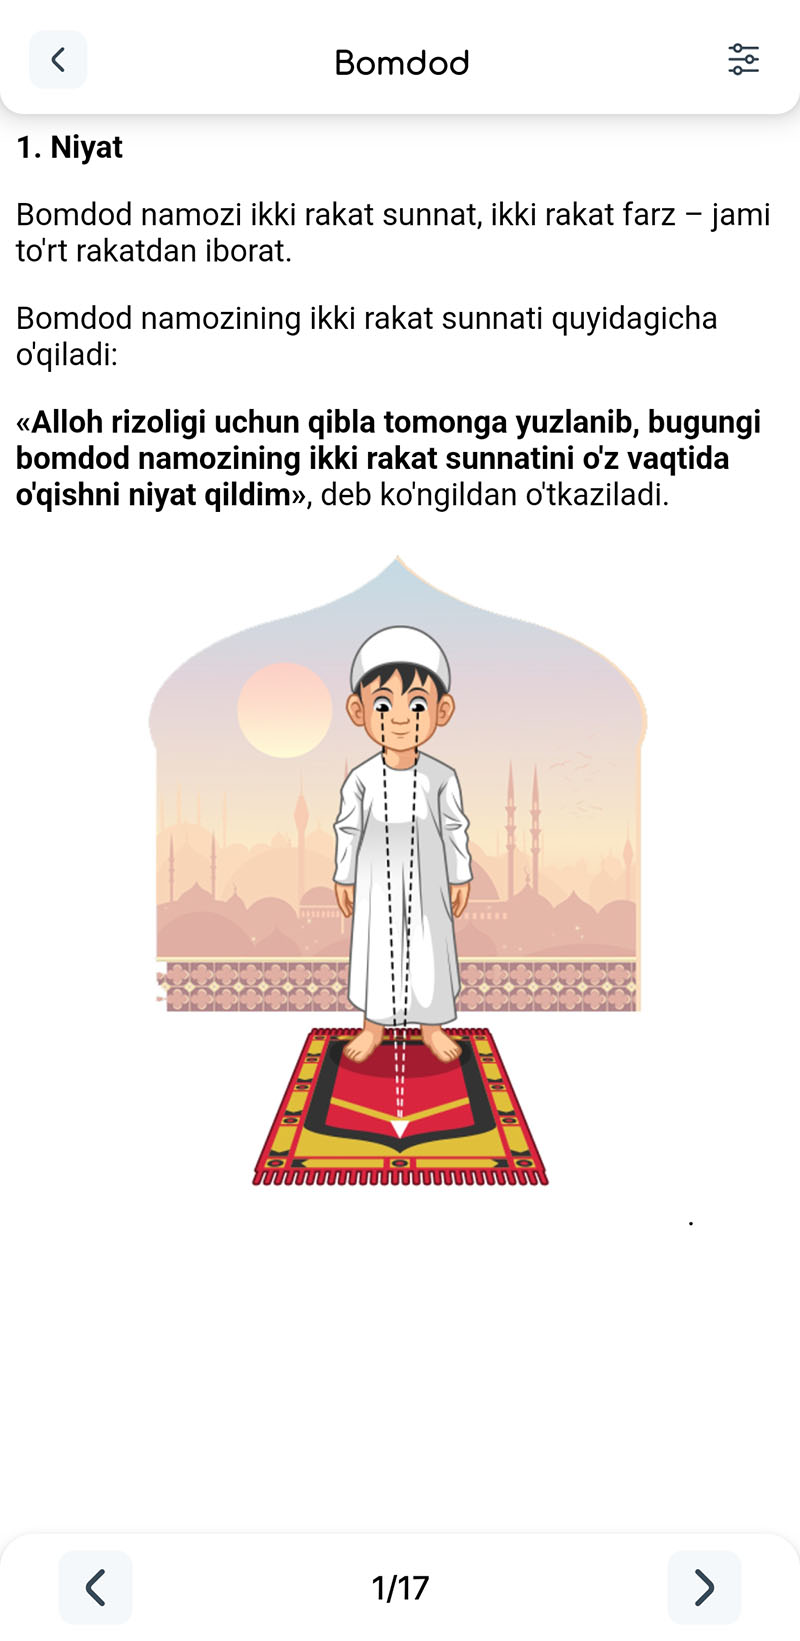 Bomdod
1. Niyat
Bomdod namozi ikki rakat sunnat, ikki rakat farz – jami
to'rt rakatdan iborat.
Bomdod namozining ikki rakat sunnati quyidagicha
o'qiladi:
«Alloh rizoligi uchun qibla tomonga yuzlanib, bugungi
bomdod namozining ikki rakat sunnatini o'z vaqtida
o'qishni niyat qildim», deb ko'ngildan o'tkaziladi.
.
1/17